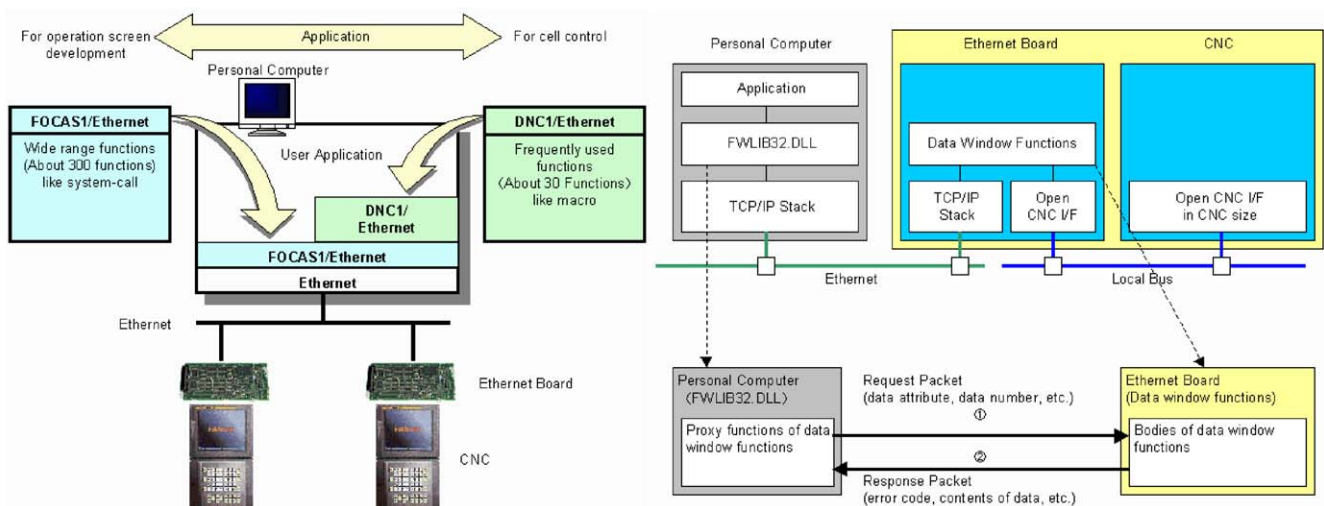 For operation screen
development
Application
For cell control
Personal Computer
FOCAS1/Ethernet
Wide range functions
(About 300 functions)
like system-call
User Application
DNC1/Ethernet
Frequently used
functions
(About 30 Functions)
like macro
DNC1/
Ethernet
FOCAS1/Ethernet
Ethernet
Ethernet
Ethernet Board
CNC
Personal Computer
Application
FWLIB32.DLL
TCP/IP Stack
Ethernet Board
CNC
Data Window Functions
TCP/IP
Stack
Open
CNC I/F
Open CNC I/F
in CNC size
Ethernet
Local Bus
Personal Computer
(FWLIB32.DLL)
Proxy functions of data
window functions
Request Packet
(data attribute, data number, etc.)
①
②
Response Packet
(error code, contents of data, etc.)
Ethernet Board
(Data window functions)
Bodies of data window
functions